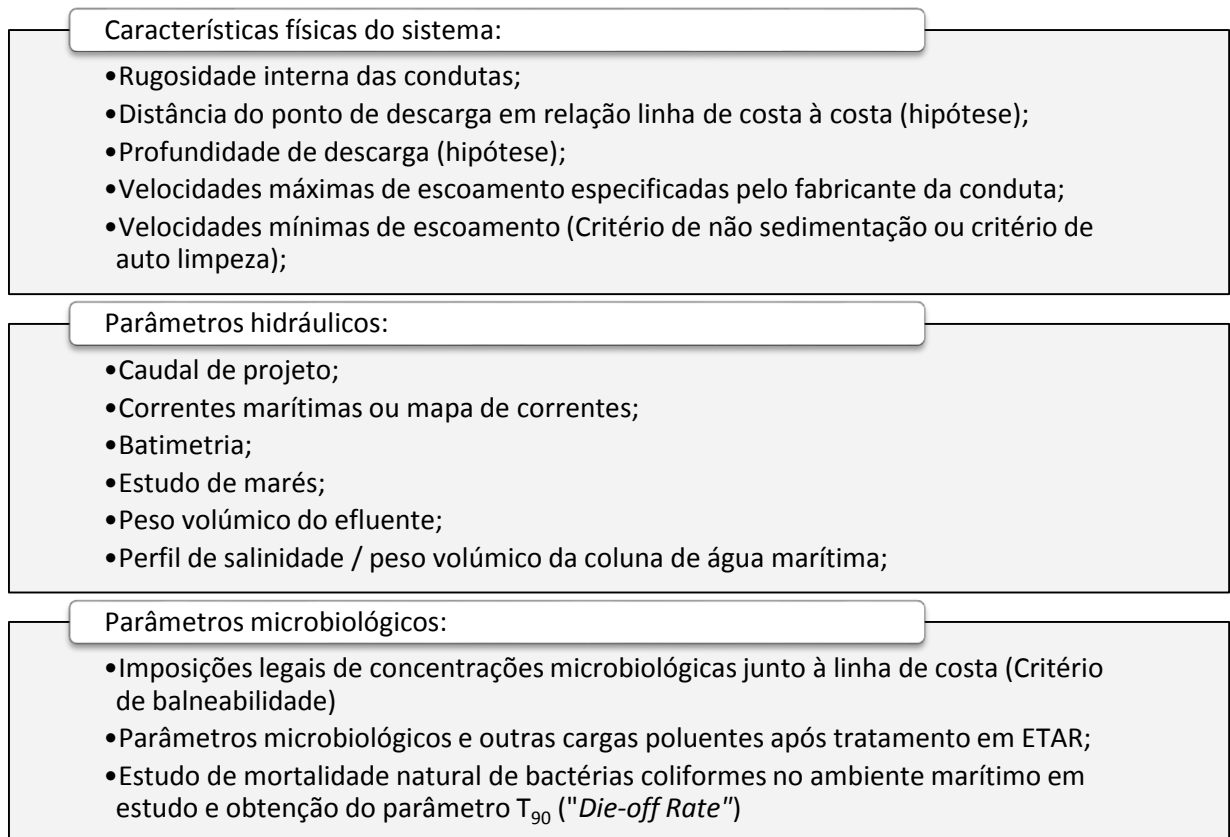 Características físicas do sistema:
•Rugosidade interna das condutas;
•Distância do ponto de descarga em relação linha de costa à costa (hipótese);
•Profundidade de descarga (hipótese);
•Velocidades máximas de escoamento especificadas pelo fabricante da conduta;
•Velocidades mínimas de escoamento (Critério de não sedimentação ou critério de
auto limpeza);
Parâmetros hidráulicos:
•Caudal de projeto;
•Correntes marítimas ou mapa de correntes;
•Batimetria;
•Estudo de marés;
•Peso volúmico do efluente;
•Perfil de salinidade / peso volúmico da coluna de água marítima;
Parâmetros microbiológicos:
•Imposições legais de concentrações microbiológicas junto à linha de costa (Critério
de balneabilidade)
•Parâmetros microbiológicos e outras cargas poluentes após tratamento em ETAR;
•Estudo de mortalidade natural de bactérias coliformes no ambiente marítimo em
estudo e obtenção do parâmetro T90 ("Die-off Rate")